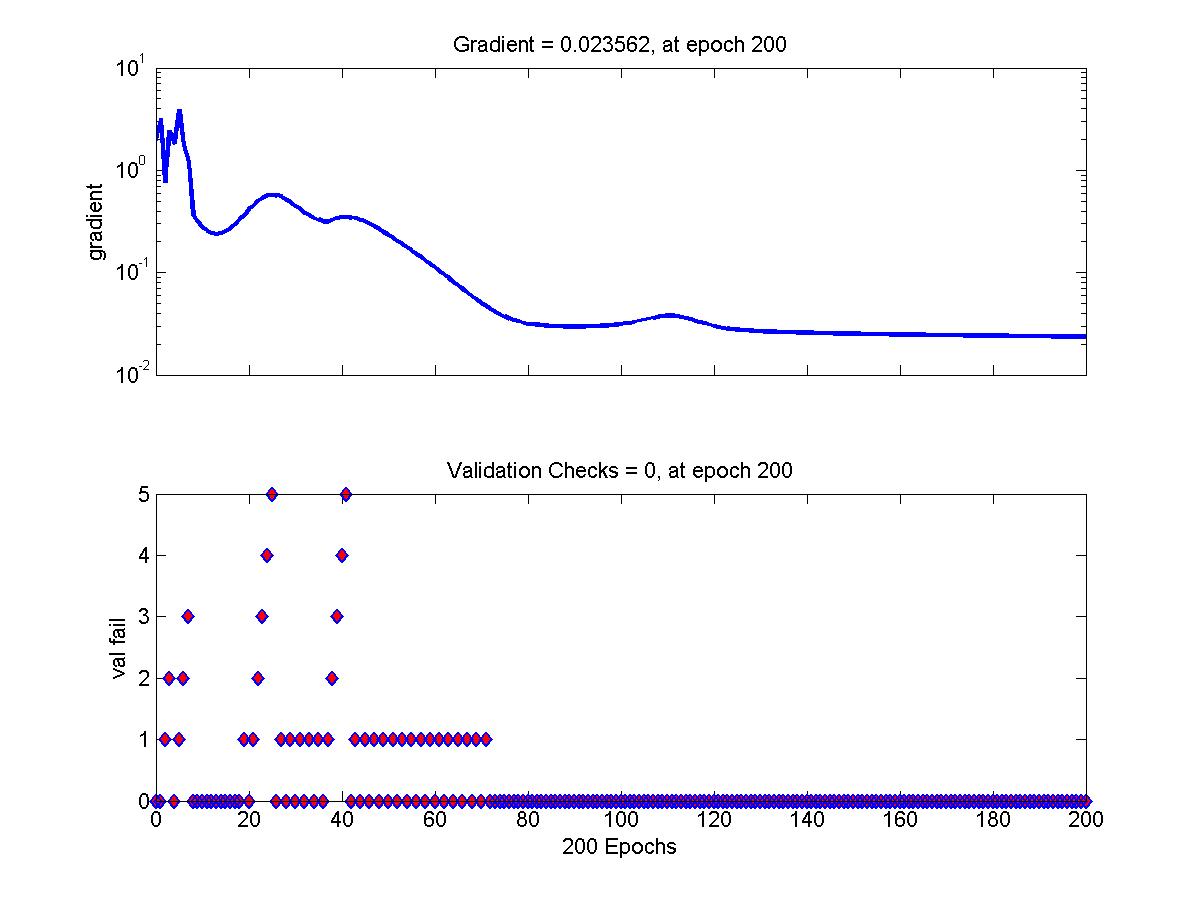 Gradient = 0.023562, at epoch 200
10^1
10^0
10^-1
10^-2
gradient
Validation Checks = 0, at epoch 200
5
4
3
2
1
0
val fail
0 20 40 60 80 100 120 140 160 180 200
200 Epochs